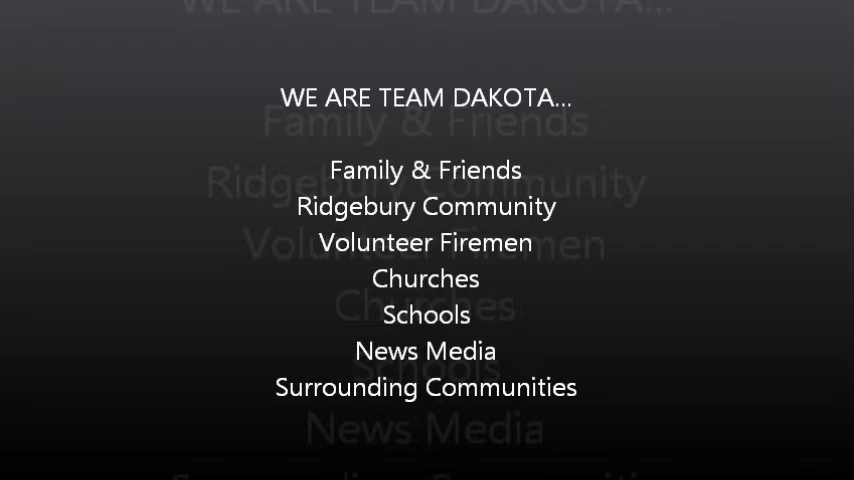 WE ARE TEAM DAKOTA...
Family & Friends
Ridgebury Community
Volunteer Firemen
Churches
Schools
News Media
Surrounding Communities